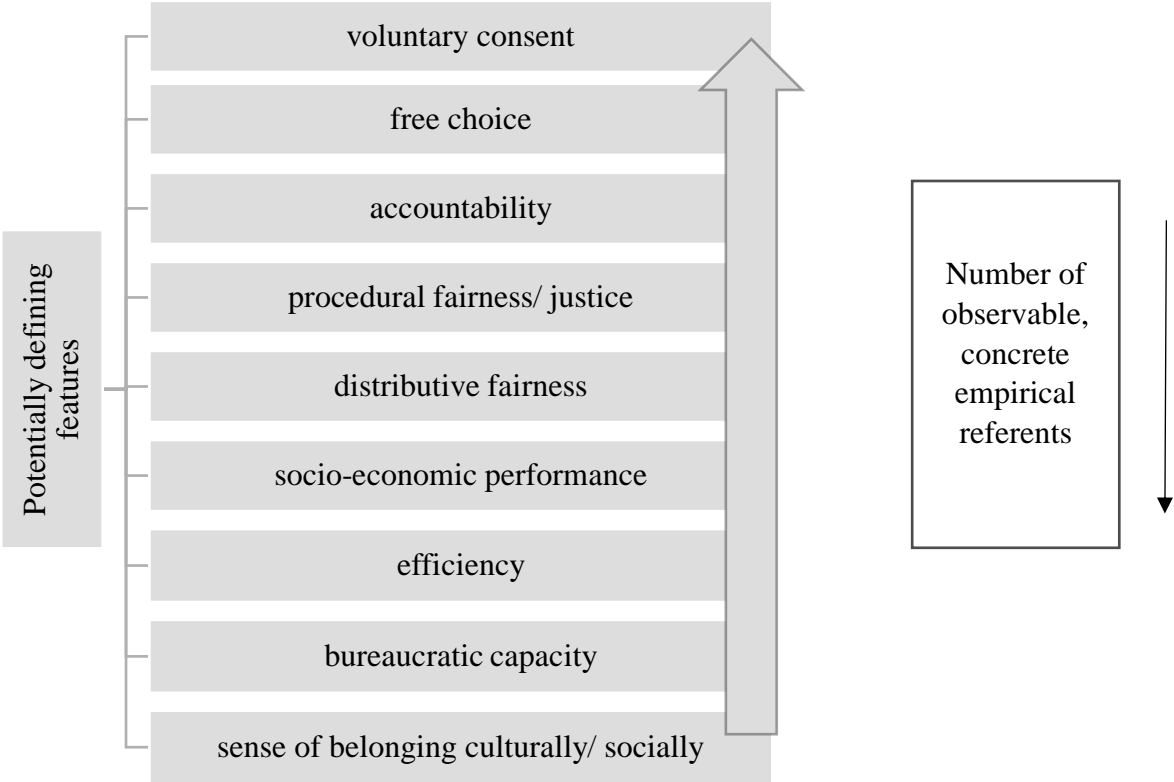 voluntary consent
free choice
accountability
procedural fairness/ justice
distributive fairness
socio-economic performance
efficiency
bureaucratic capacity
sense of belonging culturally/ socially
Potentially defining
features
Number of
observable,
concrete
empirical
referents